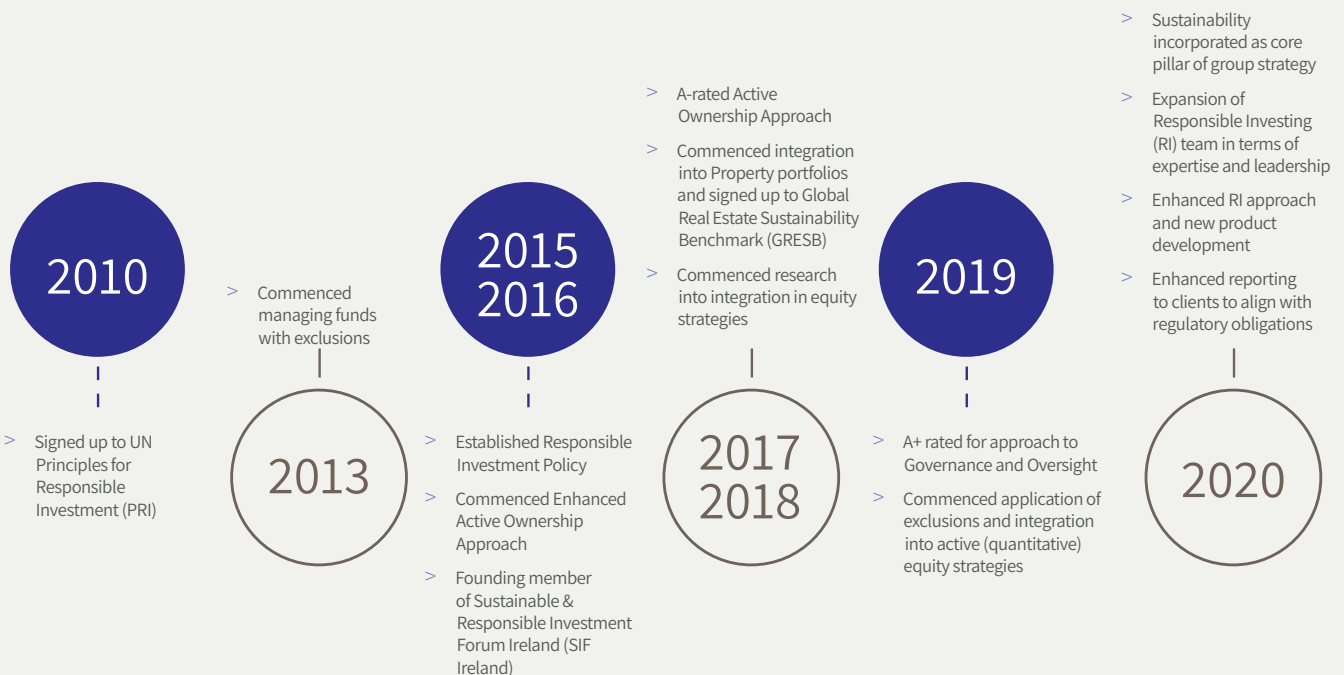 2010
> Signed up to UN
Principles for
Responsible
Investment (PRI)
> Commenced
managing funds
with exclusions
2013
2015
2016
> Established Responsible
Investment Policy
> Commenced Enhanced
Active Ownership
Approach
> Founding member
of Sustainable &
Responsible Investment
Forum Ireland (SIF
Ireland)
> A-rated Active
Ownership Approach
> Commenced integration
into Property portfolios
and signed up to Global
Real Estate Sustainability
Benchmark (GRESB)
> Commenced research
into integration in equity
strategies
2017
2018
2019
> A+ rated for approach to
Governance and Oversight
> Commenced application of
exclusions and integration
into active (quantitative)
equity strategies
> Sustainability
incorporated as core
pillar of group strategy
> Expansion of
Responsible Investing
(RI) team in terms of
expertise and leadership
> Enhanced RI approach
and new product
development
> Enhanced reporting
to clients to align with
regulatory obligations
2020